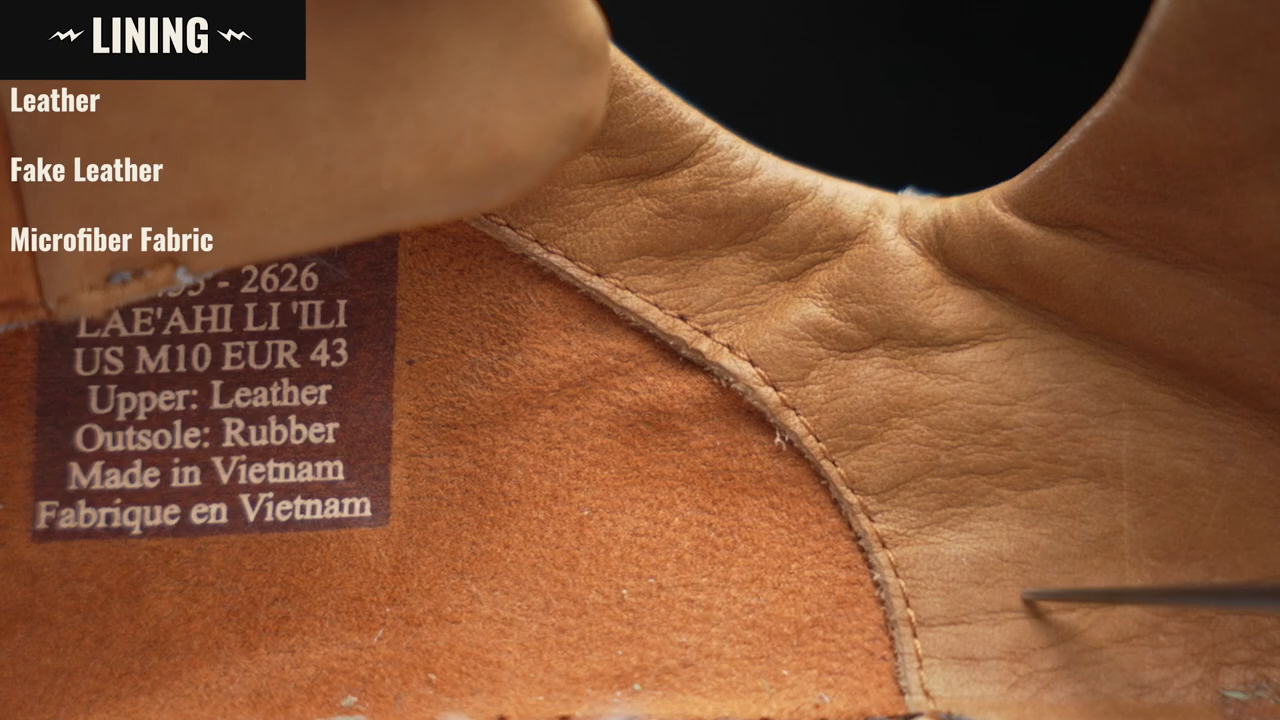 LINING
Leather
Fake Leather
Microfiber Fabric
- 2626
LAE'AHI LI 'ILI
US M10 EUR 43
Upper: Leather
Outsole: Rubber
Made in Vietnam
Fabrique en Vietnam